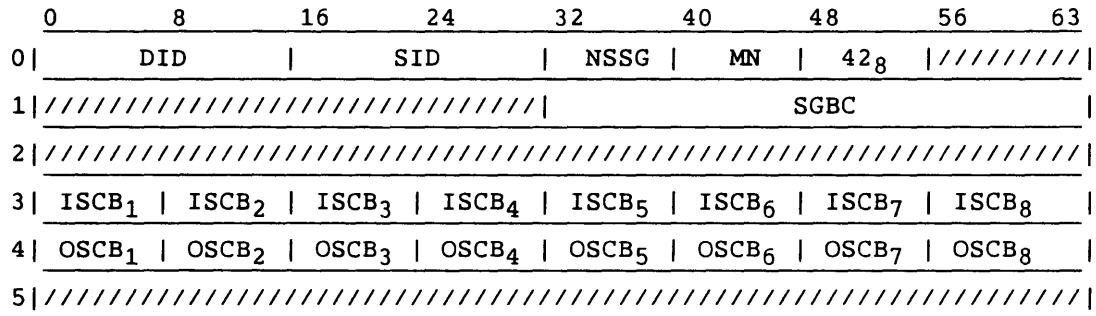 0 8 16 24 32 40 48 56 63
0| DID | SID | NSSG | MN | 42₈ |/////////|
1|///////////////////////////////| SGBC |
2|/////////////////////////////////////////////////////////////////|
3| ISCB₁ | ISCB₂ | ISCB₃ | ISCB₄ | ISCB₅ | ISCB₆ | ISCB₇ | ISCB₈ |
4| OSCB₁ | OSCB₂ | OSCB₃ | OSCB₄ | OSCB₅ | OSCB₆ | OSCB₇ | OSCB₈ |
5|/////////////////////////////////////////////////////////////////|